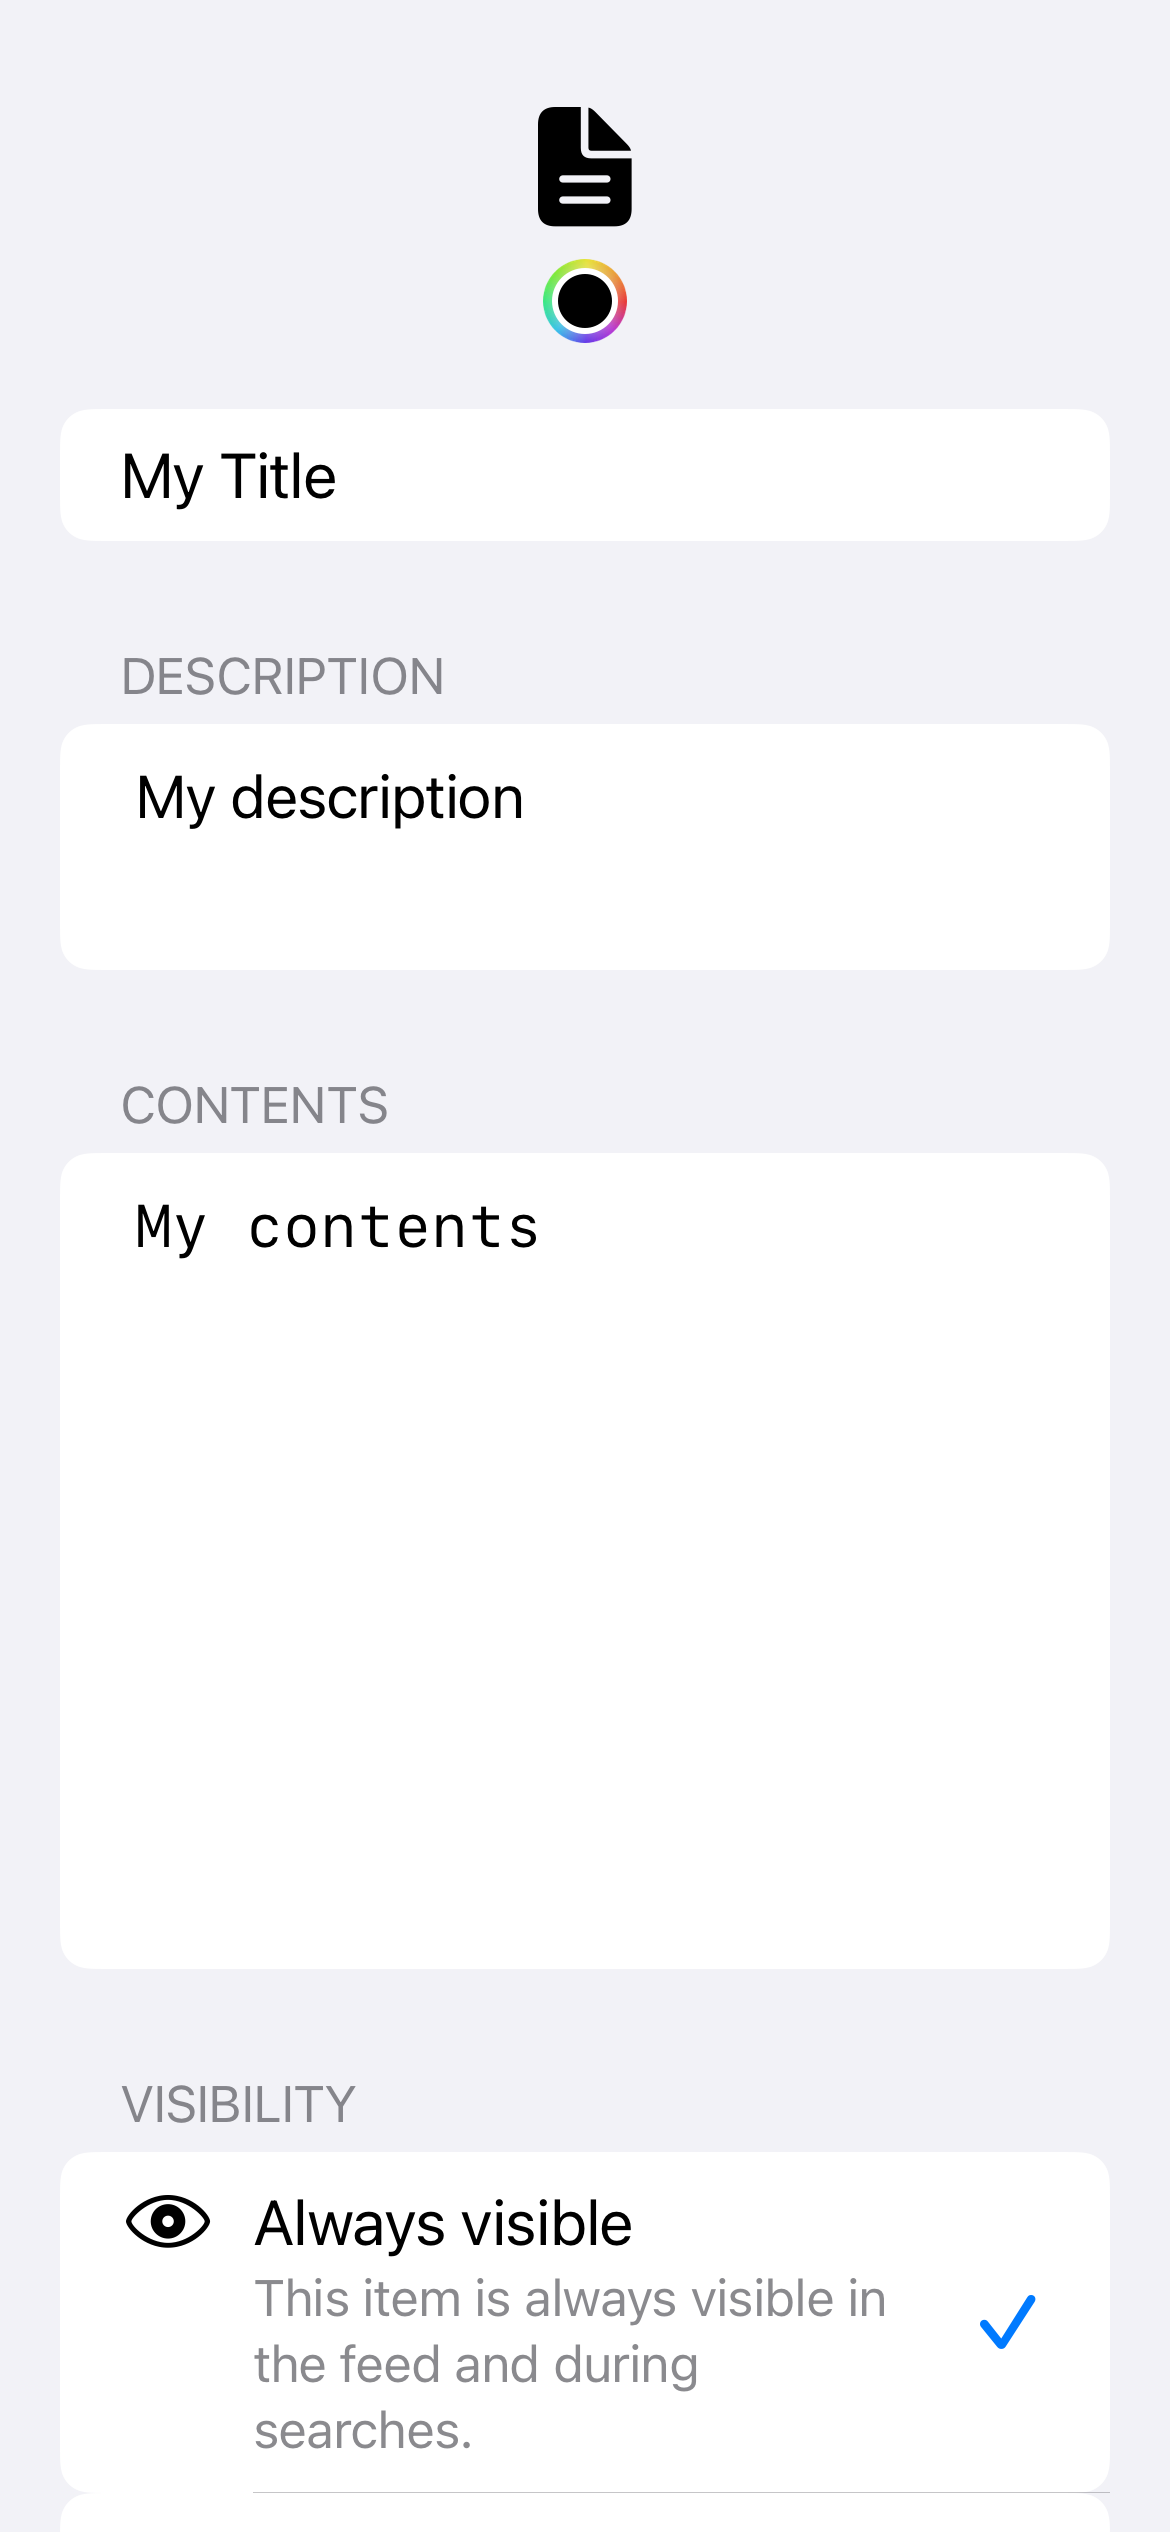 My Title
DESCRIPTION
My description
CONTENTS
My contents
VISIBILITY
Always visible
This item is always visible in
the feed and during
searches.